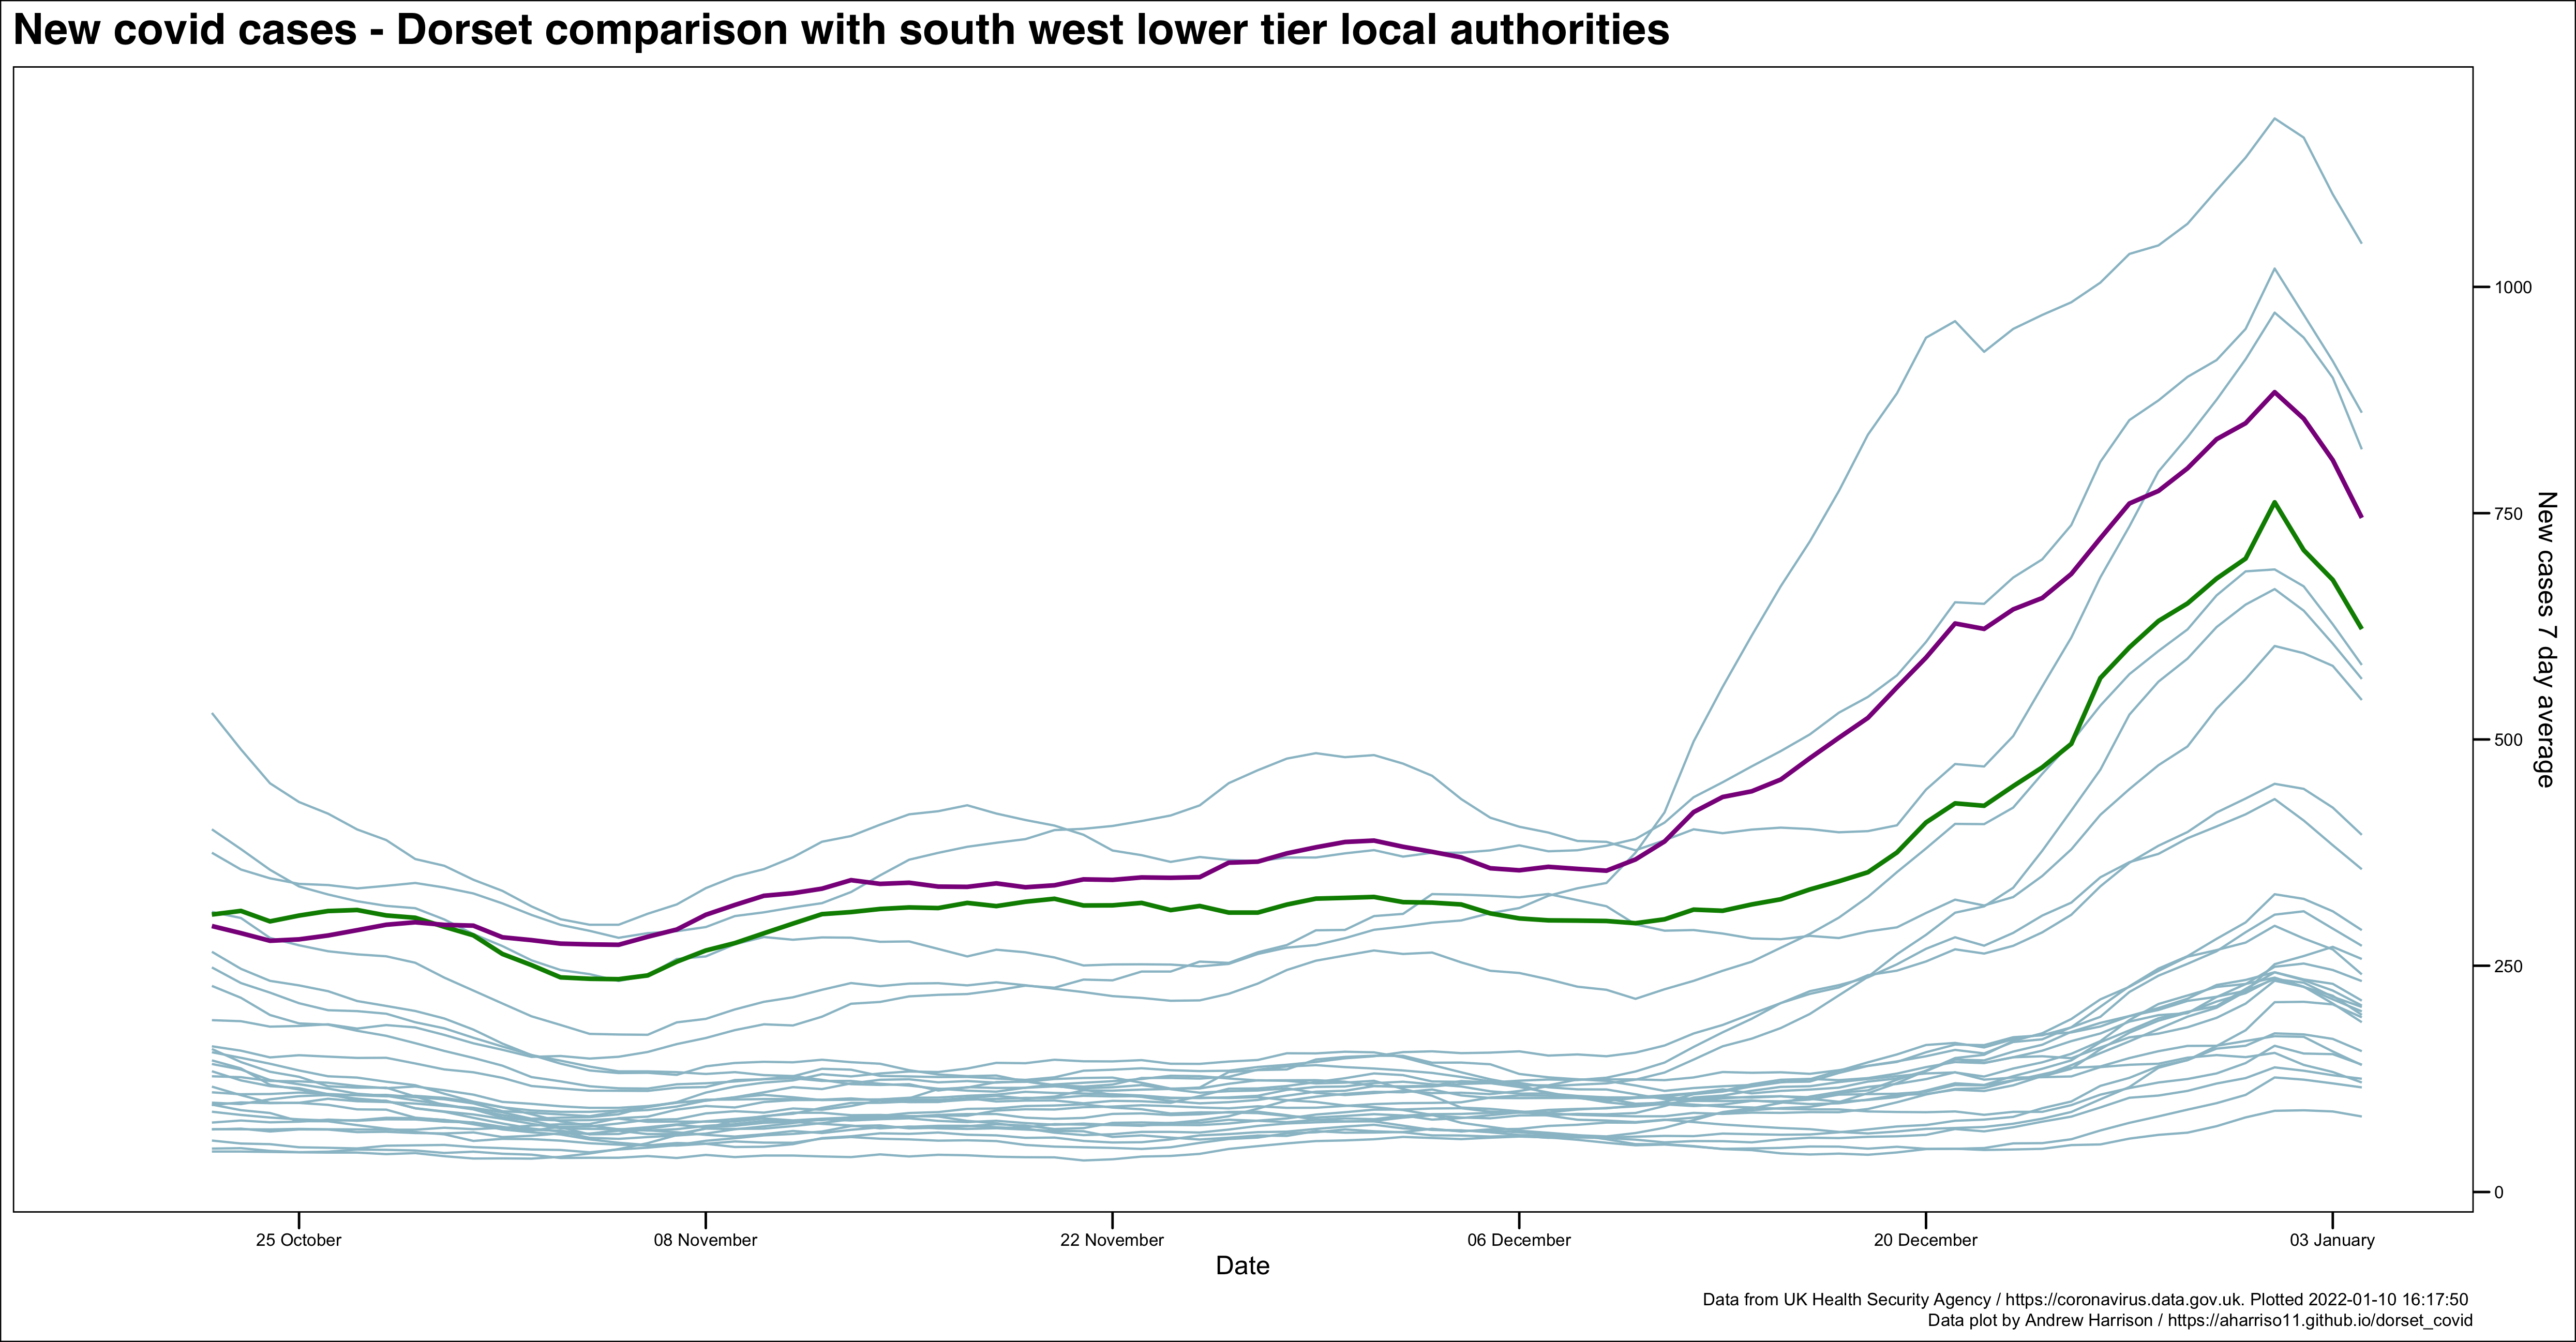 New covid cases - Dorset comparison with south west lower tier local authorities
1000
750
500
250
0
New cases 7 day average
25 October
08 November
22 November
06 December
20 December
03 January
Date
Data from UK Health Security Agency / https://coronavirus.data.gov.uk. Plotted 2022-01-10 16:17:50
Data plot by Andrew Harrison / https://aharriso11.github.io/dorset_covid